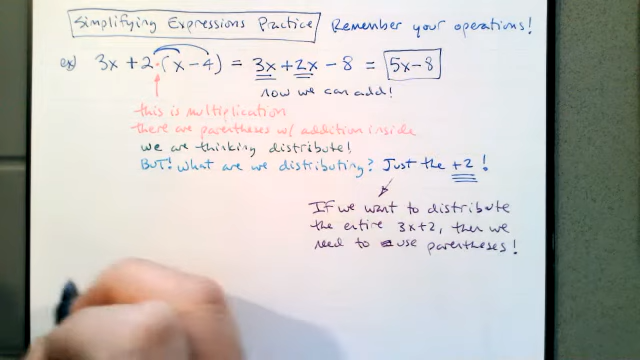 Simplifying Expressions Practice Remember your operations!
ex) 3x + 2·(x-4) = 3x + 2x - 8 = 5x-8
now we can add!
this is multiplication
there are parentheses w/ addition inside
we are thinking distribute!
BUT! What are we distributing? Just the +2!
If we want to distribute
the entire 3x+2, then we
need to use parentheses!